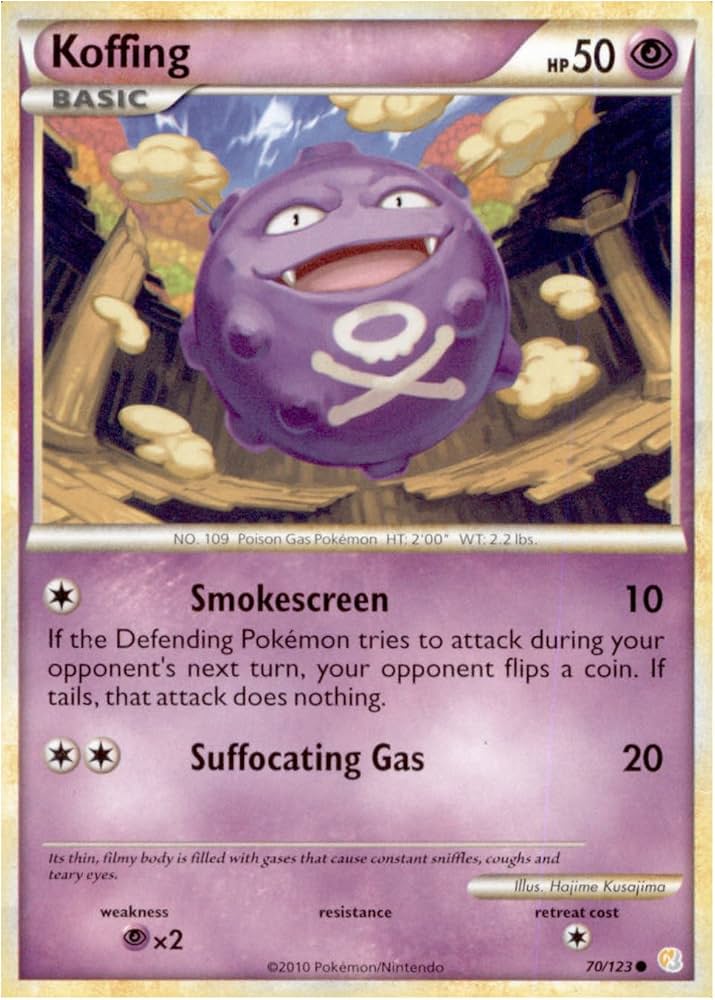 Koffing
HP 50
BASIC
NO. 109 Poison Gas Pokémon HT: 2'00" WT: 2.2 lbs.
Smokescreen 10
If the Defending Pokémon tries to attack during your
opponent's next turn, your opponent flips a coin. If
tails, that attack does nothing.
Suffocating Gas 20
Its thin, filmy body is filled with gases that cause constant sniffles, coughs and
teary eyes.
Illus. Hajime Kusajima
weakness resistance retreat cost
×2
©2010 Pokémon/Nintendo 70/123